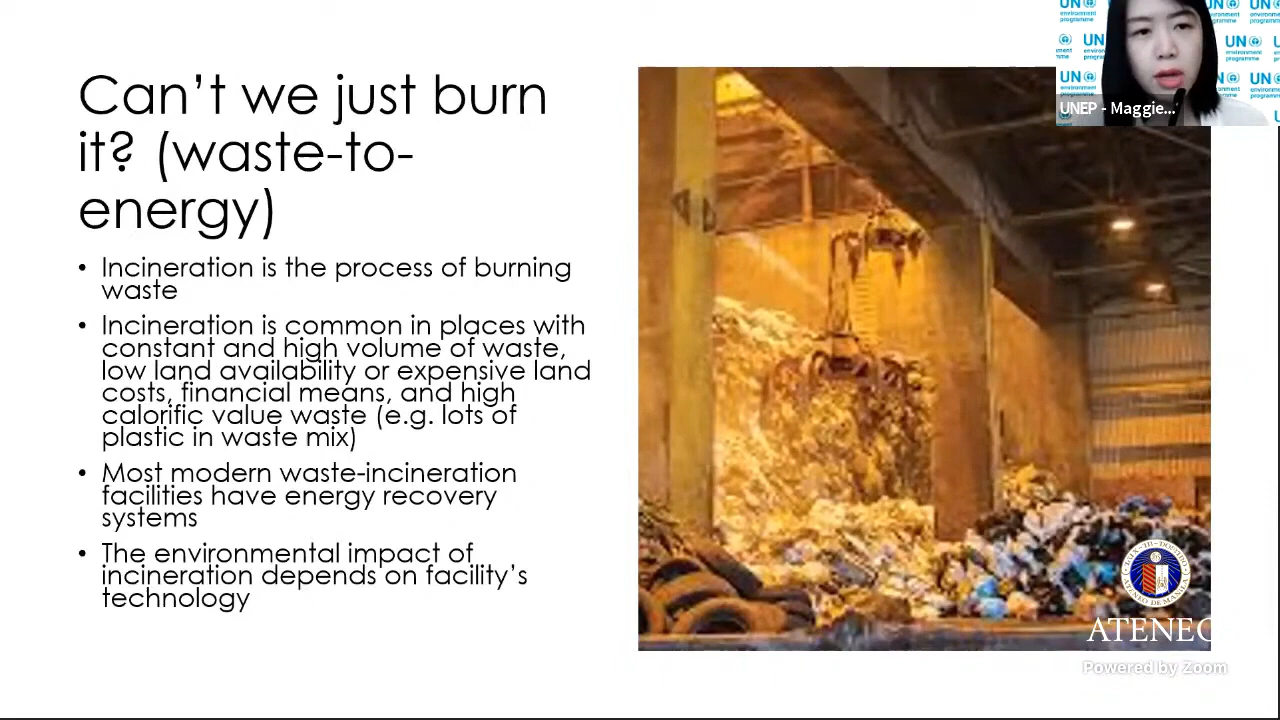 Can't we just burn
it? (waste-to-
energy)
• Incineration is the process of burning
waste
• Incineration is common in places with
constant and high volume of waste,
low land availability or expensive land
costs, financial means, and high
calorific value waste (e.g. lots of
plastic in waste mix)
• Most modern waste-incineration
facilities have energy recovery
systems
• The environmental impact of
incineration depends on facility's
technology
UN
environment
programme
UNEP - Maggie...
ATENEO
Powered by Zoom